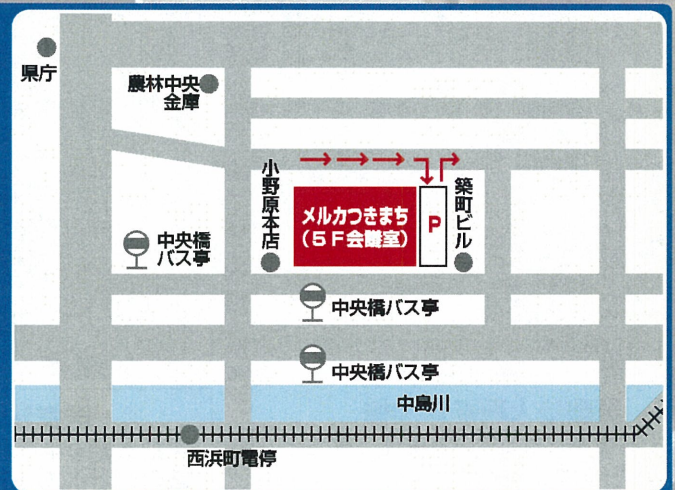 県庁
農林中央
金庫
小野原本店
メルカつきまち
(5F会議室)
P
築町ビル
中央橋
バス亭
中央橋バス亭
中央橋バス亭
中島川
西浜町電停